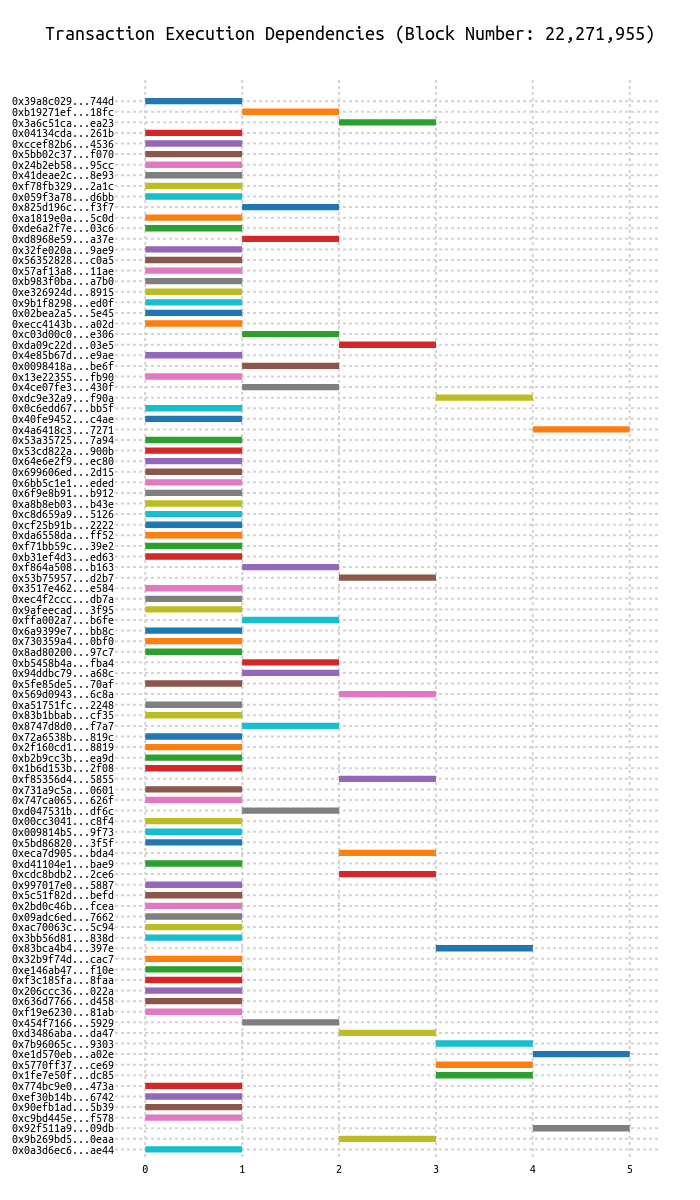 Transaction Execution Dependencies (Block Number: 22,271,955)
0x39a8c029...744d
0xb19271ef...18fc
0x3a6c51ca...ea23
0x04134cda...261b
0xccef82b6...4536
0x5bb02c37...f070
0x24b2eb58...95cc
0x41deae2c...8e93
0xf78fb329...2a1c
0x059f3a78...d6bb
0x825d196c...f3f7
0xa1819e0a...5c0d
0xde6a2f7e...03c6
0xd8968e59...a37e
0x32fe020a...9ae9
0x56352828...c0a5
0x57af13a8...11ae
0xb983f0ba...a7b0
0xe326924d...8915
0x9b1f8298...ed0f
0x02bea2a5...5e45
0xecc4143b...a02d
0xc03d00c0...e306
0xda09c22d...03e5
0x4e85b67d...e9ae
0x0098418a...be6f
0x13e22355...fb90
0x4ce07fe3...430f
0xdc9e32a9...f90a
0x0c6edd67...bb5f
0x40fe9452...c4ae
0x4a6418c3...7271
0x53a35725...7a94
0x53cd822a...900b
0x64e6e2f9...ec80
0x699606ed...2d15
0x6bb5c1e1...eded
0x6f9e8b91...b912
0xa8b8eb03...b43e
0xc8d659a9...5126
0xcf25b91b...2222
0xda6558da...ff52
0xf71bb59c...39e2
0xb31ef4d3...ed63
0xf864a508...b163
0x53b75957...d2b7
0x3517e462...e584
0xec4f2ccc...db7a
0x9afeecad...3f95
0xffa002a7...b6fe
0x6a9399e7...bb8c
0x730359a4...0bf0
0x8ad80200...97c7
0xb5458b4a...fba4
0x94ddbc79...a68c
0x5fe85de5...70af
0x569d0943...6c8a
0xa51751fc...2248
0x83b1bbab...cf35
0x8747d8d0...f7a7
0x72a6538b...819c
0x2f160cd1...8819
0xb2b9cc3b...ea9d
0x1b6d153b...2f08
0xf85356d4...5855
0x731a9c5a...0601
0x747ca065...626f
0xd047531b...df6c
0x00cc3041...c8f4
0x009814b5...9f73
0x5bd86820...3f5f
0xeca7d905...bda4
0xd41104e1...bae9
0xcdc8bdb2...2ce6
0x997017e0...5887
0x5c51f82d...befd
0x2bd0c46b...fcea
0x09adc6ed...7662
0xac70063c...5c94
0x3bb56d81...838d
0x83bca4b4...397e
0x32b9f74d...cac7
0xe146ab47...f10e
0xf3c185fa...8faa
0x206ccc36...022a
0x636d7766...d458
0xf19e6230...81ab
0x454f7166...5929
0xd3486aba...da47
0x7b96065c...9303
0xe1d570eb...a02e
0x5770ff37...ce69
0x1fe7e50f...dc85
0x774bc9e0...473a
0xef30b14b...6742
0x90efb1ad...5b39
0xc9bd445e...f578
0x92f511a9...09db
0x9b269bd5...0eaa
0x0a3d6ec6...ae44
0 1 2 3 4 5